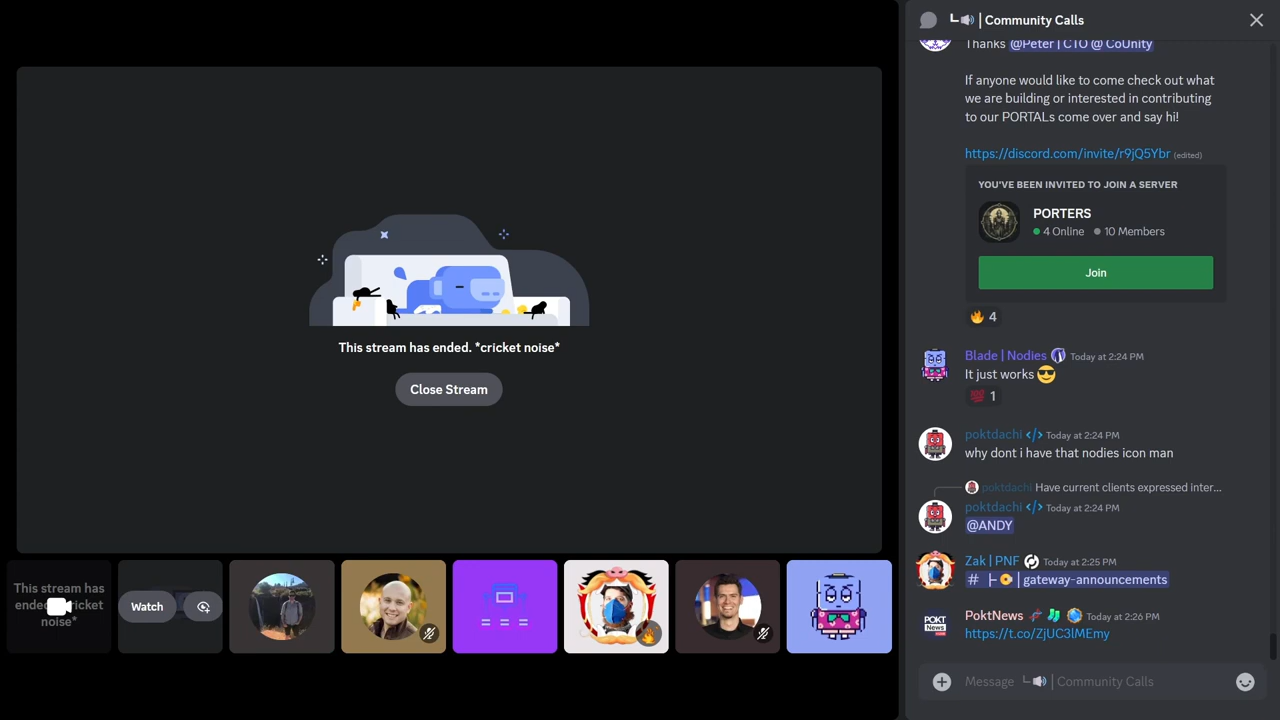 | Community Calls
Thanks @Peter | CTO @ CoUnity
If anyone would like to come check out what
we are building or interested in contributing
to our PORTALs come over and say hi!
https://discord.com/invite/r9jQ5Ybr (edited)
YOU'VE BEEN INVITED TO JOIN A SERVER
PORTERS
4 Online 10 Members
Join
🔥 4
Blade | Nodies Today at 2:24 PM
It just works 😎
💯 1
poktdachi </> Today at 2:24 PM
why dont i have that nodies icon man
poktdachi Have current clients expressed inter...
poktdachi </> Today at 2:24 PM
@ANDY
Zak | PNF Today at 2:25 PM
# ├ | gateway-announcements
PoktNews Today at 2:26 PM
https://t.co/ZjUC3lMEmy
Message └🔊 | Community Calls
This stream has ended. *cricket noise*
Close Stream
This stream has
ended. *cricket
noise*
Watch
POKT
News